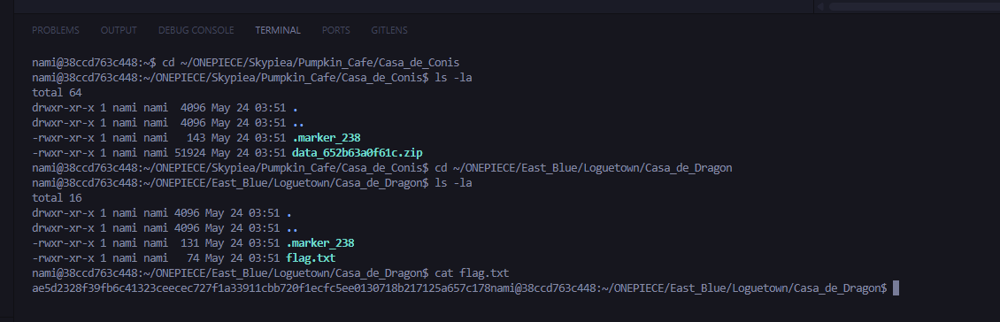 PROBLEMS OUTPUT DEBUG CONSOLE TERMINAL PORTS GITLENS
nami@38ccd763c448:~$ cd ~/ONEPIECE/Skypiea/Pumpkin_Cafe/Casa_de_Conis
nami@38ccd763c448:~/ONEPIECE/Skypiea/Pumpkin_Cafe/Casa_de_Conis$ ls -la
total 64
drwxr-xr-x 1 nami nami  4096 May 24 03:51 .
drwxr-xr-x 1 nami nami  4096 May 24 03:51 ..
-rwxr-xr-x 1 nami nami   143 May 24 03:51 .marker_238
-rwxr-xr-x 1 nami nami 51924 May 24 03:51 data_652b63a0f61c.zip
nami@38ccd763c448:~/ONEPIECE/Skypiea/Pumpkin_Cafe/Casa_de_Conis$ cd ~/ONEPIECE/East_Blue/Loguetown/Casa_de_Dragon
nami@38ccd763c448:~/ONEPIECE/East_Blue/Loguetown/Casa_de_Dragon$ ls -la
total 16
drwxr-xr-x 1 nami nami 4096 May 24 03:51 .
drwxr-xr-x 1 nami nami 4096 May 24 03:51 ..
-rwxr-xr-x 1 nami nami  131 May 24 03:51 .marker_238
-rwxr-xr-x 1 nami nami   74 May 24 03:51 flag.txt
nami@38ccd763c448:~/ONEPIECE/East_Blue/Loguetown/Casa_de_Dragon$ cat flag.txt
ae5d2328f39fb6c41323ceecec727f1a33911cbb720f1ecfc5ee0130718b217125a657c178nami@38ccd763c448:~/ONEPIECE/East_Blue/Loguetown/Casa_de_Dragon$